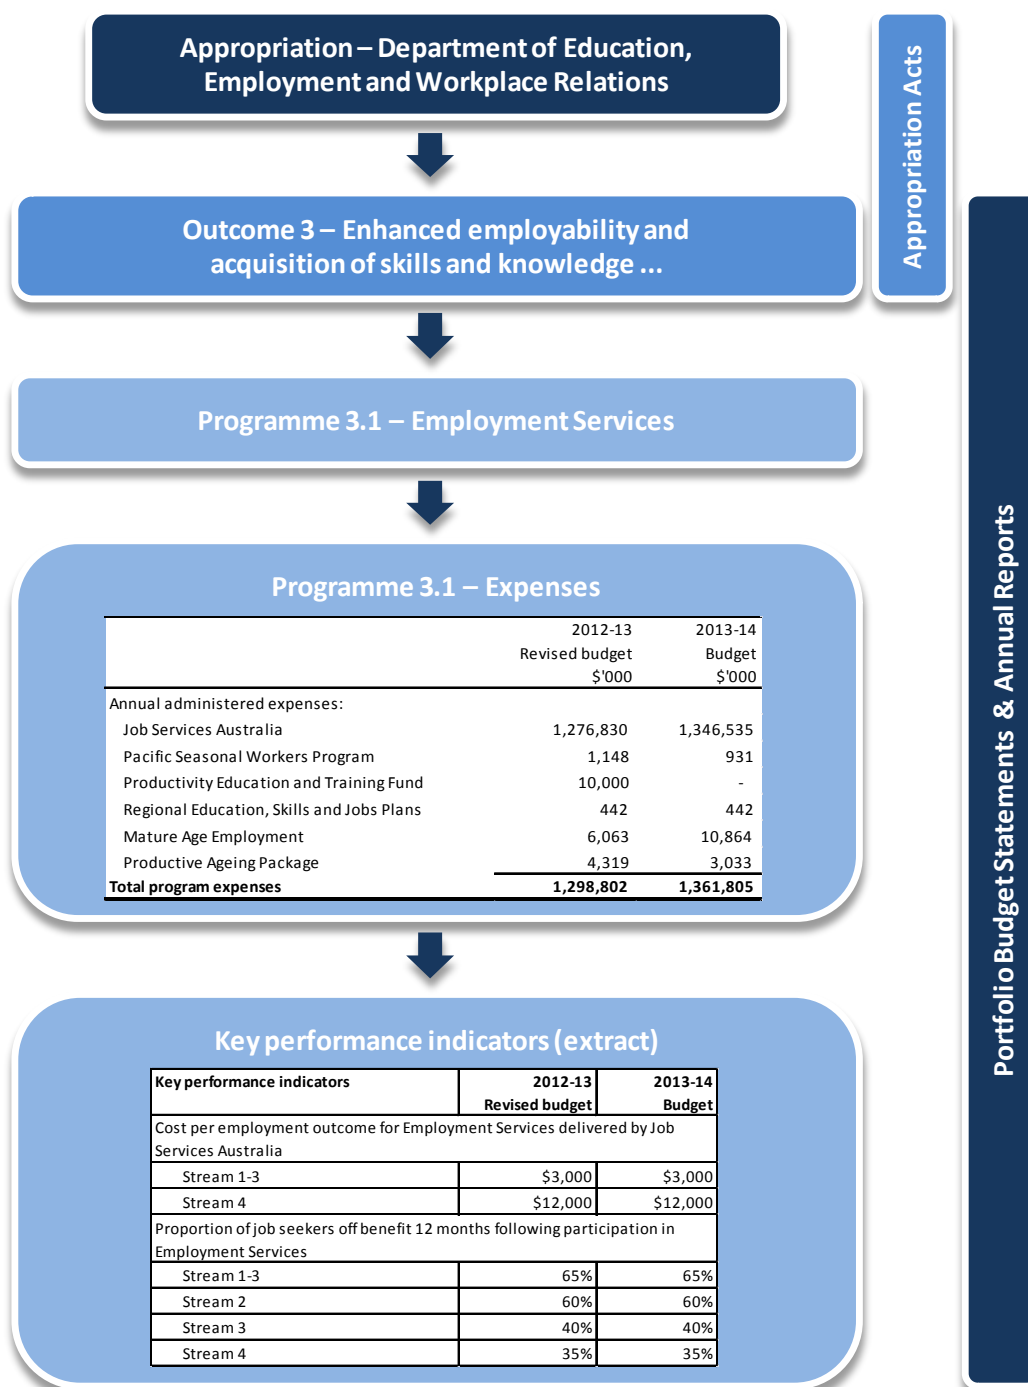 Appropriation – Department of Education,
Employment and Workplace Relations
Appropriation Acts
Outcome 3 – Enhanced employability and
acquisition of skills and knowledge ...
Portfolio Budget Statements & Annual Reports
Programme 3.1 – Employment Services
Programme 3.1 – Expenses
2012-13 2013-14
Revised budget Budget
$'000 $'000
Annual administered expenses:
Job Services Australia 1,276,830 1,346,535
Pacific Seasonal Workers Program 1,148 931
Productivity Education and Training Fund 10,000 -
Regional Education, Skills and Jobs Plans 442 442
Mature Age Employment 6,063 10,864
Productive Ageing Package 4,319 3,033
Total program expenses 1,298,802 1,361,805
Key performance indicators (extract)
Key performance indicators 2012-13 2013-14
Revised budget Budget
Cost per employment outcome for Employment Services delivered by Job
Services Australia
Stream 1-3 $3,000 $3,000
Stream 4 $12,000 $12,000
Proportion of job seekers off benefit 12 months following participation in
Employment Services
Stream 1-3 65% 65%
Stream 2 60% 60%
Stream 3 40% 40%
Stream 4 35% 35%